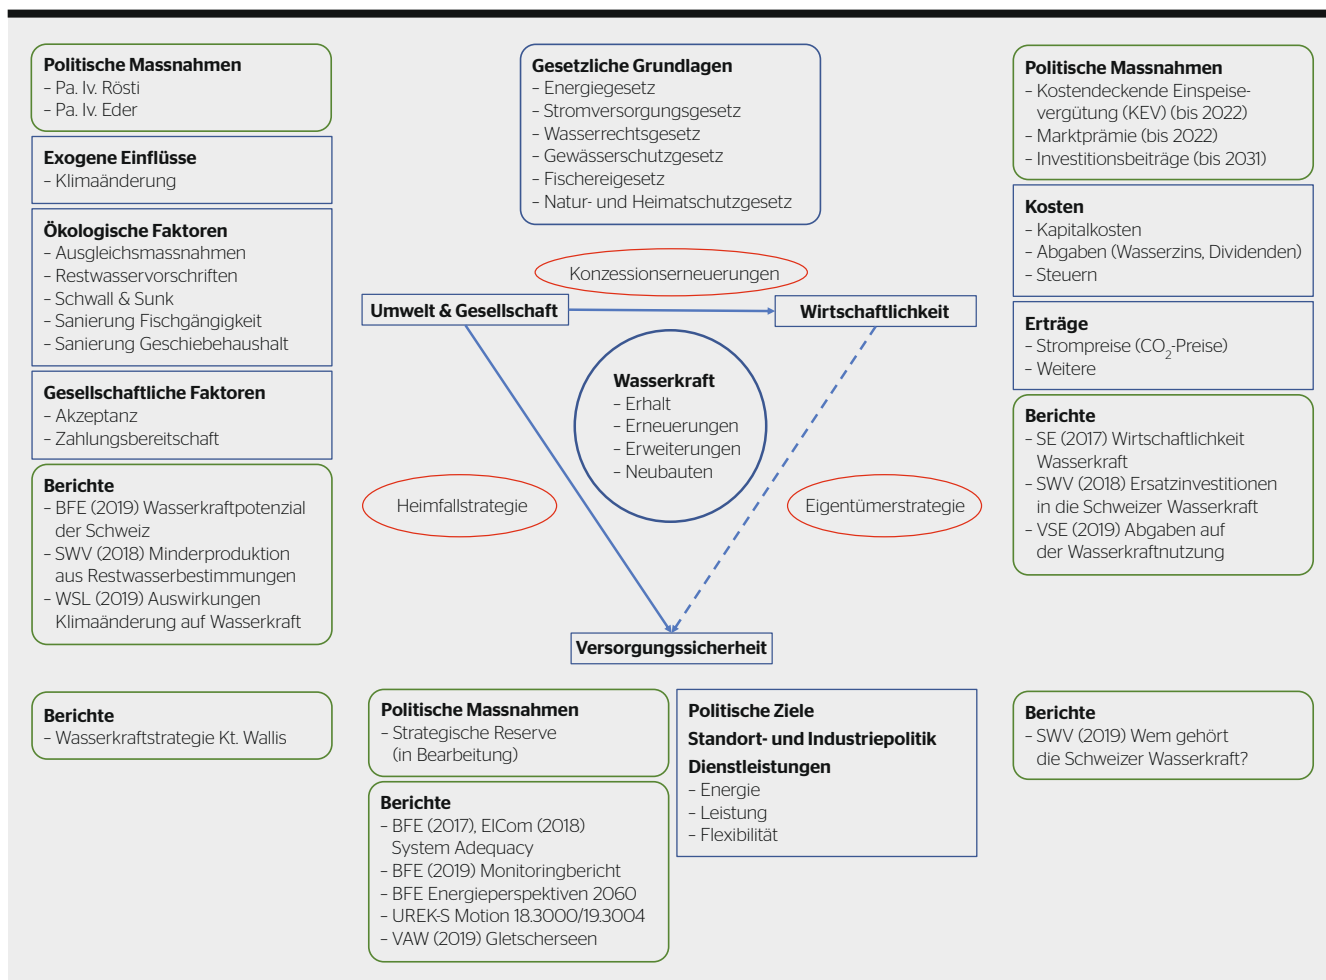 Politische Massnahmen
– Pa. Iv. Rösti
– Pa. Iv. Eder
Exogene Einflüsse
– Klimaänderung
Ökologische Faktoren
– Ausgleichsmassnahmen
– Restwasservorschriften
– Schwall & Sunk
– Sanierung Fischgängigkeit
– Sanierung Geschiebehaushalt
Gesellschaftliche Faktoren
– Akzeptanz
– Zahlungsbereitschaft
Berichte
– BFE (2019) Wasserkraftpotenzial
der Schweiz
– SWV (2018) Minderproduktion
aus Restwasserbestimmungen
– WSL (2019) Auswirkungen
Klimaänderung auf Wasserkraft
Berichte
– Wasserkraftstrategie Kt. Wallis
Gesetzliche Grundlagen
– Energiegesetz
– Stromversorgungsgesetz
– Wasserrechtsgesetz
– Gewässerschutzgesetz
– Fischereigesetz
– Natur- und Heimatschutzgesetz
Konzessionserneuerungen
Umwelt & Gesellschaft
Wirtschaftlichkeit
Wasserkraft
– Erhalt
– Erneuerungen
– Erweiterungen
– Neubauten
Heimfallstrategie
Eigentümerstrategie
Versorgungssicherheit
Politische Massnahmen
– Strategische Reserve
(in Bearbeitung)
Berichte
– BFE (2017), ElCom (2018)
System Adequacy
– BFE (2019) Monitoringbericht
– BFE Energieperspektiven 2060
– UREK-S Motion 18.3000/19.3004
– VAW (2019) Gletscherseen
Politische Ziele
Standort- und Industriepolitik
Dienstleistungen
– Energie
– Leistung
– Flexibilität
Politische Massnahmen
– Kostendeckende Einspeise-
vergütung (KEV) (bis 2022)
– Marktprämie (bis 2022)
– Investitionsbeiträge (bis 2031)
Kosten
– Kapitalkosten
– Abgaben (Wasserzins, Dividenden)
– Steuern
Erträge
– Strompreise (CO₂-Preise)
– Weitere
Berichte
– SE (2017) Wirtschaftlichkeit
Wasserkraft
– SWV (2018) Ersatzinvestitionen
in die Schweizer Wasserkraft
– VSE (2019) Abgaben auf
der Wasserkraftnutzung
Berichte
– SWV (2019) Wem gehört
die Schweizer Wasserkraft?